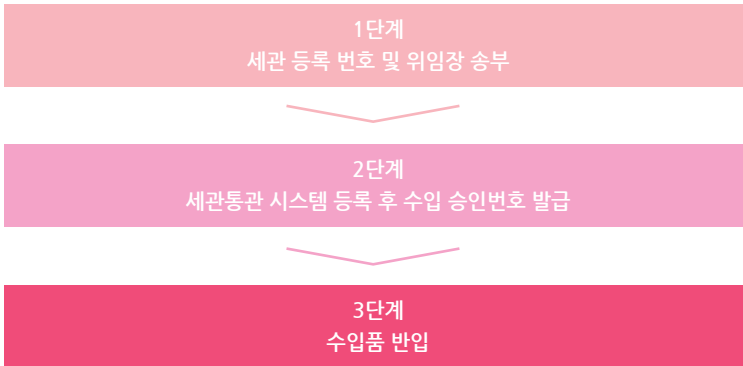 1단계
세관 등록 번호 및 위임장 송부
2단계
세관통관 시스템 등록 후 수입 승인번호 발급
3단계
수입품 반입